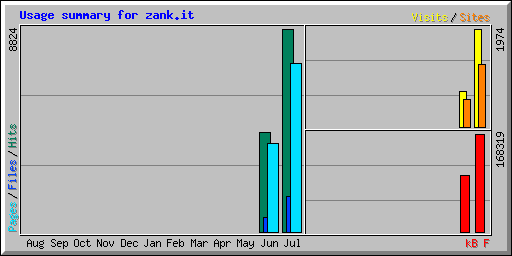 Usage summary for zank.it
Visits/Sites
8824
1974
Pages/Files/Hits
168319
Aug Sep Oct Nov Dec Jan Feb Mar Apr May Jun Jul
kB F